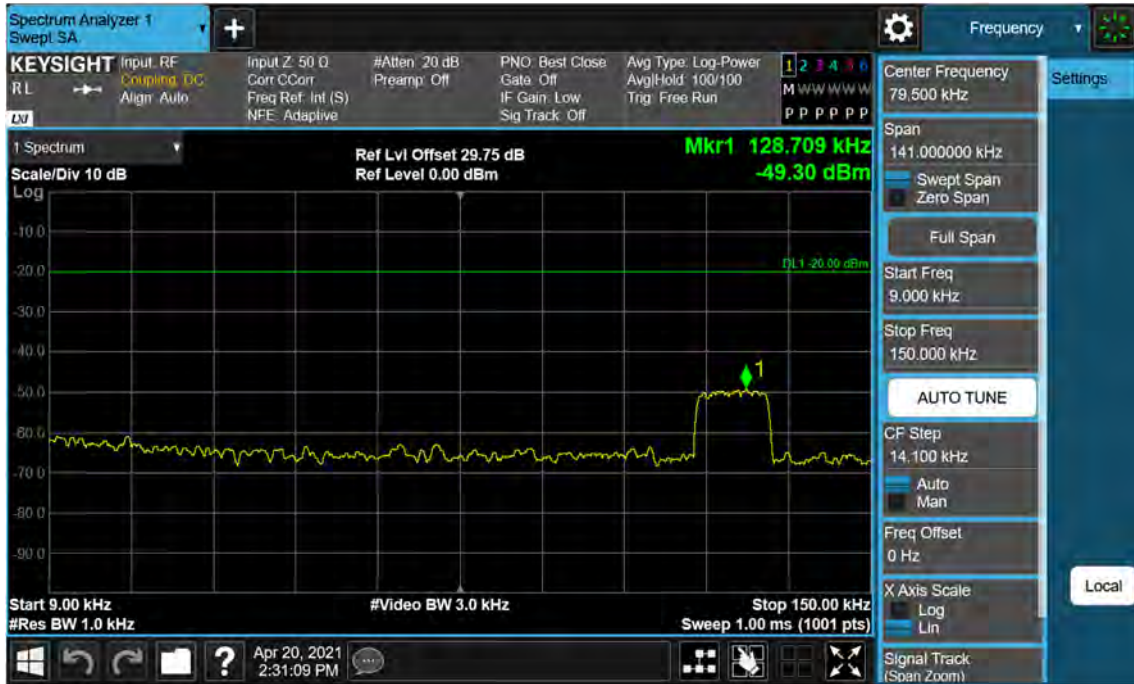 Spectrum Analyzer 1
Swept SA
+
Frequency
KEYSIGHT
RL
LXI
Input: RF
Coupling: DC
Align: Auto
Input Z: 50 Ω
Corr CCorr
Freq Ref: Int (S)
NFE: Adaptive
#Atten: 20 dB
Preamp: Off
PNO: Best Close
Gate: Off
IF Gain: Low
Sig Track: Off
Avg Type: Log-Power
Avg|Hold: 100/100
Trig: Free Run
1 2 3 4 5 6
M W W W W W
P P P P P P
Center Frequency
79.500 kHz
Settings
1 Spectrum
Scale/Div 10 dB
Log
Ref Lvl Offset 29.75 dB
Ref Level 0.00 dBm
Mkr1 128.709 kHz
-49.30 dBm
-10.0
-20.0
-30.0
-40.0
-50.0
-60.0
-70.0
-80.0
-90.0
DL1 -20.00 dBm
1
Start 9.00 kHz
#Res BW 1.0 kHz
#Video BW 3.0 kHz
Stop 150.00 kHz
Sweep 1.00 ms (1001 pts)
Span
141.000000 kHz
Swept Span
Zero Span
Full Span
Start Freq
9.000 kHz
Stop Freq
150.000 kHz
AUTO TUNE
CF Step
14.100 kHz
Auto
Man
Freq Offset
0 Hz
X Axis Scale
Log
Lin
Signal Track
(Span Zoom)
Local
?
Apr 20, 2021
2:31:09 PM